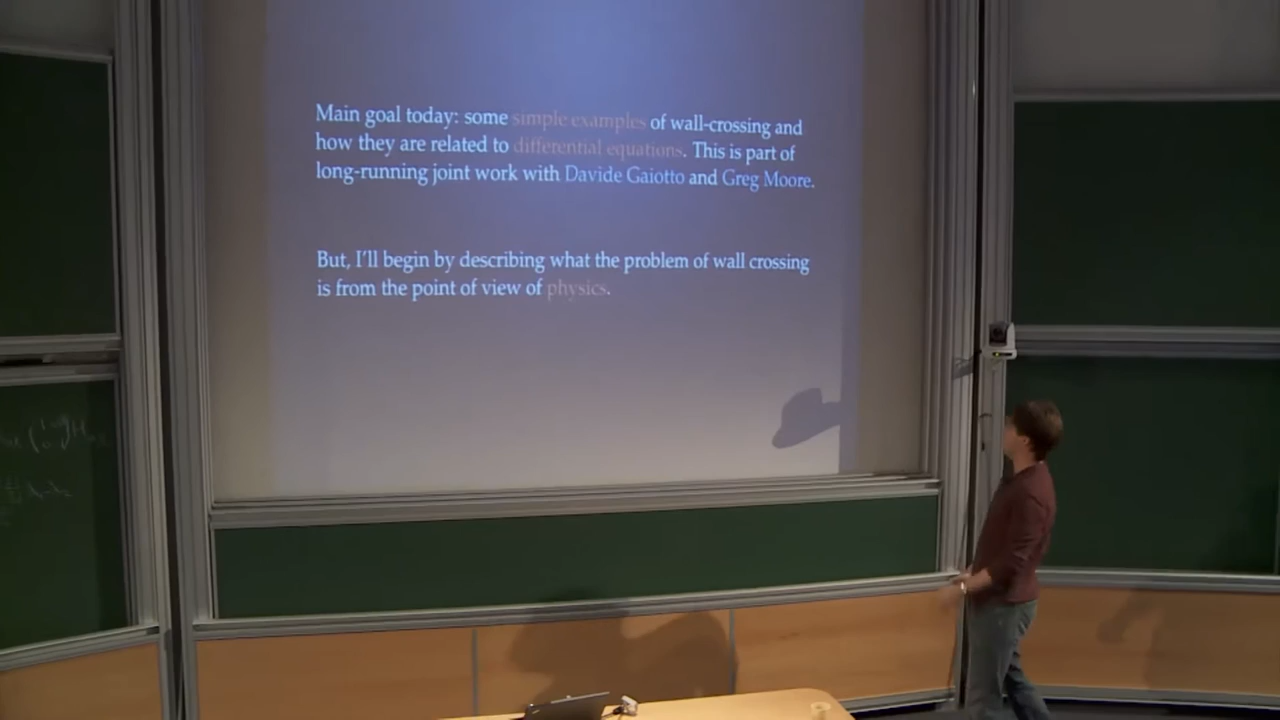 Main goal today: some simple examples of wall-crossing and
how they are related to differential equations. This is part of
long-running joint work with Davide Gaiotto and Greg Moore.
But, I'll begin by describing what the problem of wall crossing
is from the point of view of physics.